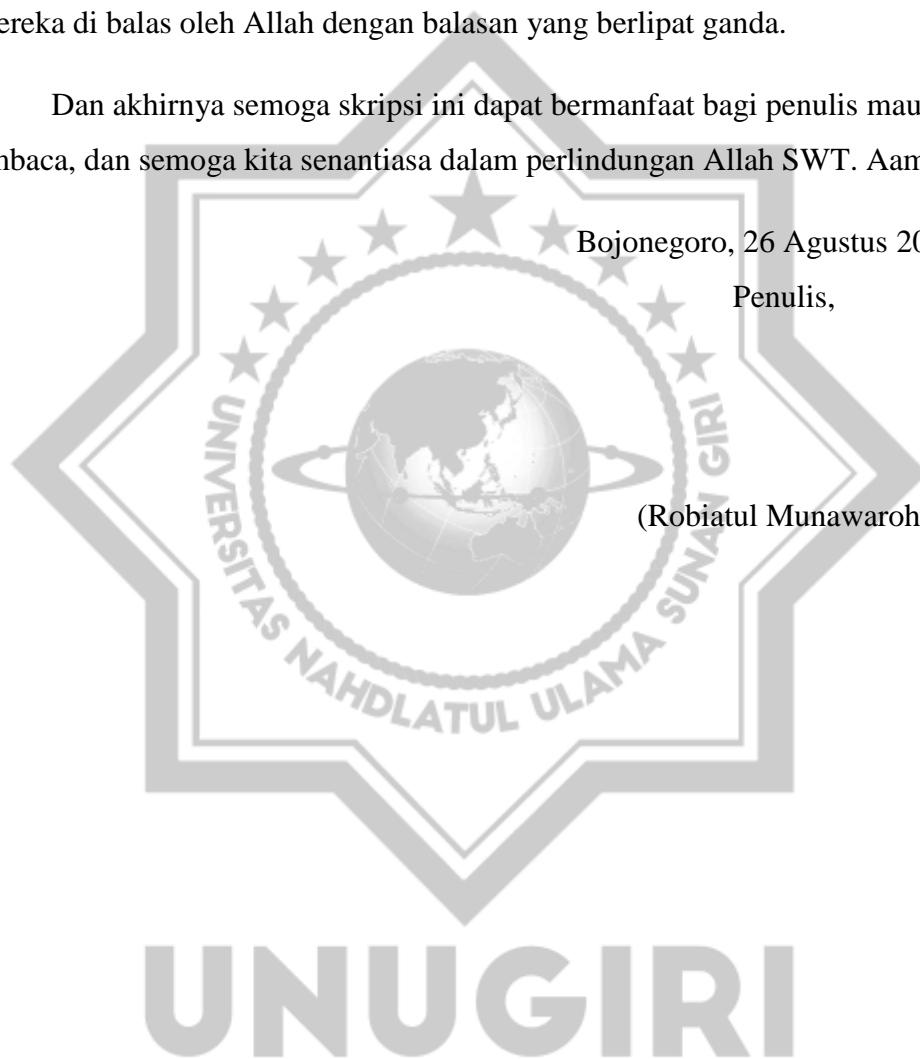 ereka di balas oleh Allah dengan balasan yang berlipat ganda.
Dan akhirnya semoga skripsi ini dapat bermanfaat bagi penulis mau
nbaca, dan semoga kita senantiasa dalam perlindungan Allah SWT. Aam
Bojonegoro, 26 Agustus 20
Penulis,
(Robiatul Munawaroh
UNIVERSITAS NAHDLATUL ULAMA SUNAN GIRI
UNUGIRI